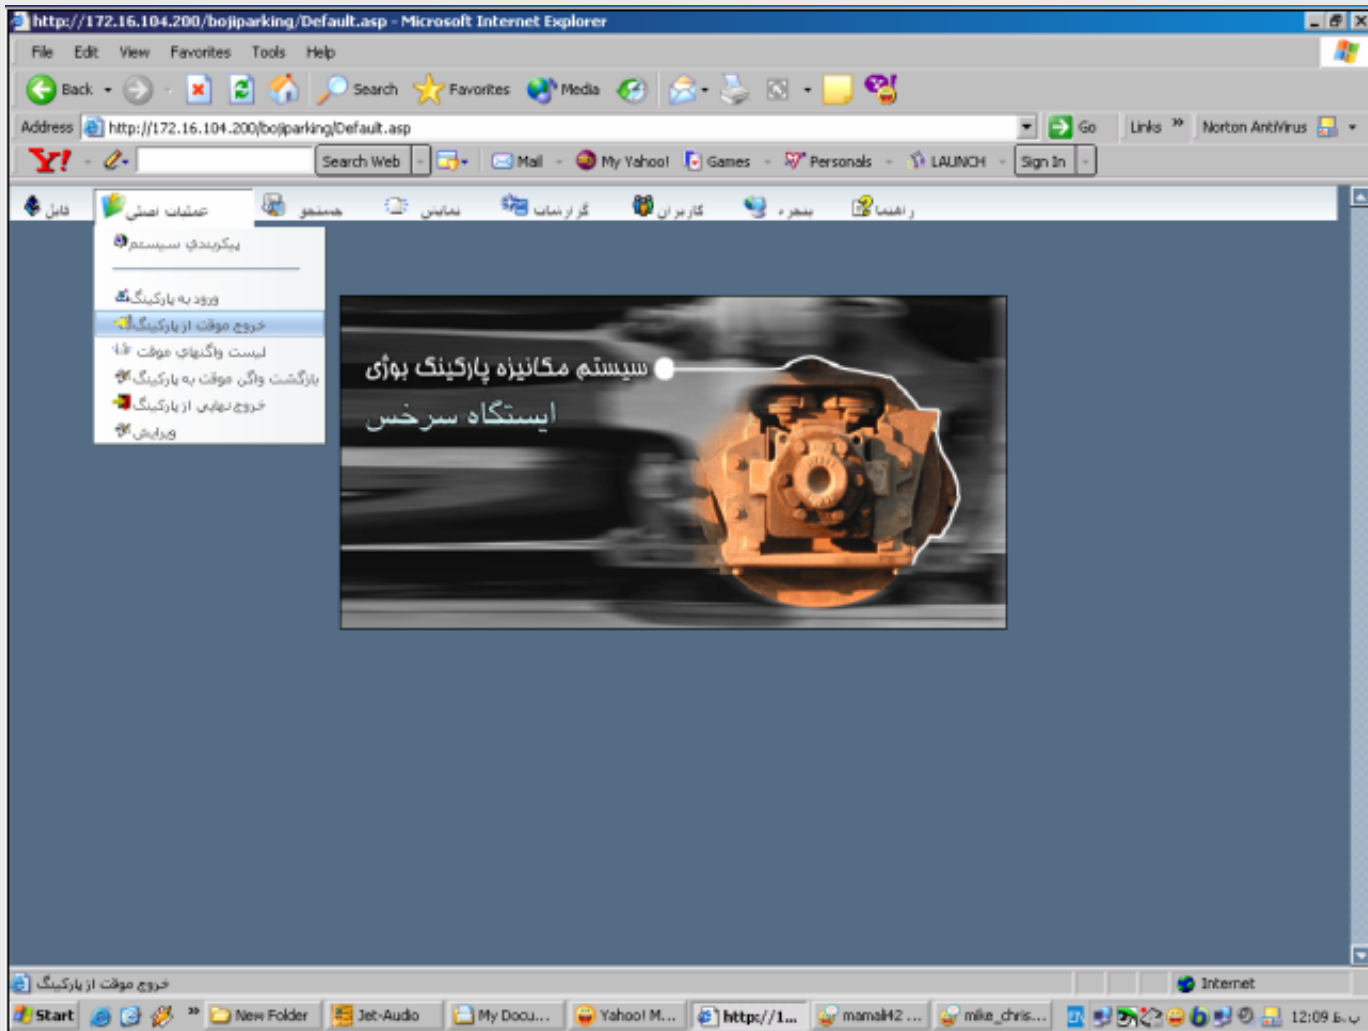 http://172.16.104.200/bojiparking/Default.asp - Microsoft Internet Explorer
File Edit View Favorites Tools Help
Back Search Favorites Media
Address http://172.16.104.200/bojiparking/Default.asp Go Links » Norton AntiVirus
Y! Search Web Mail My Yahoo! Games Personals LAUNCH Sign In
فایل عملیات اصلی جستجو نمایش گزارشات کاربران پنجره راهنما
پیکربندي سیستم
ورود به پارکینگ
خروج موقت از پارکینگ
لیست واگنهاي موقت
بازگشت واگن موقت به پارکینگ
خروج نهایی از پارکینگ
ویرایش
سیستم مکانیزه پارکینگ بوژی
ایستگاه سرخس
خروج موقت از پارکینگ Internet
Start » New Folder Jet-Audio My Docu... Yahoo! M... http://1... mamali42 ... mike_chris... EN 12:09 ب.ظ